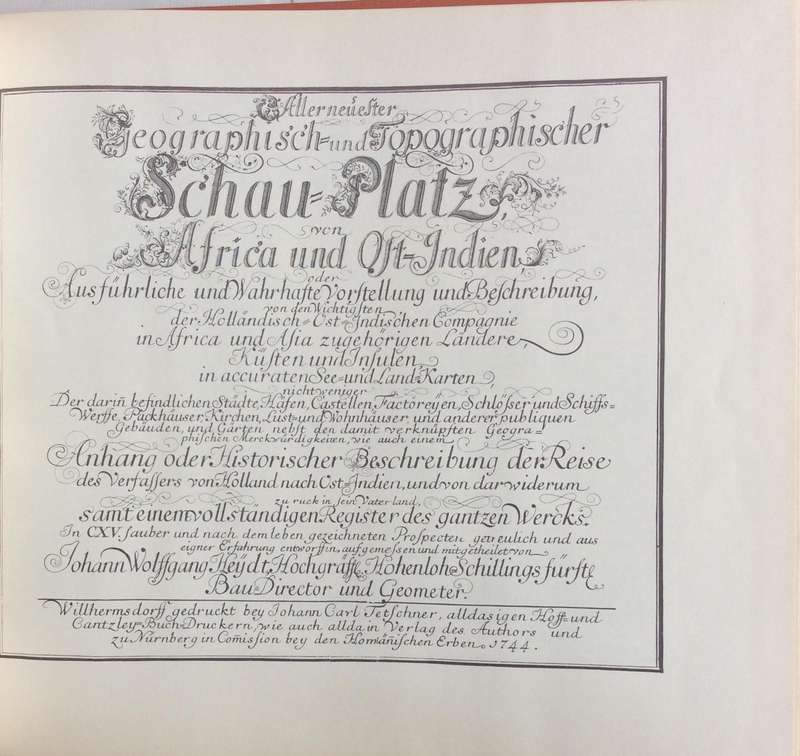 Allerneuester
Geographisch- und Topographischer
Schau-Platz,
von
Africa und Ost-Indien
oder
Ausführliche und Wahrhafte Vorstellung und Beschreibung,
von den Wichtigsten
der Holländisch-Ost-Indischen Compagnie
in Africa und Asia zugehörigen Ländere,
Küsten und Insulen,
in accuraten See- und Land-Karten,
nicht weniger
Der dariñ befindlichen Städte, Häfen, Castellen, Factoreyen, Schlösser und Schiffs=
Werffe, Packhäuser, Kirchen, Lust- und Wohnhäuser, und anderer publiquen
Gebäuden, und Gärten nebst den damit verknüpften Geogra=
phischen Merckwürdigkeiten, wie auch einem
Anhang oder Historischer Beschreibung der Reise
des Verfassers von Holland nach Ost-Indien, und von dar widerum
zu ruck in sein Vaterland,
samt einem vollständigen Register des gantzen Wercks.
In CXV. sauber und nach dem leben gezeichneten Prospecten getreulich und aus
eigner Erfahrung entworffen, aufgemessen und mitgetheilet von
Johann Wolffgang Heydt, Hochgräffl. Hohenloh Schillings fürstl.
Bau Director und Geometer.
Willhermsdorff gedruckt bey Johann Carl Tetschner, alldasigen Hoff- und
Cantzley-Buch-Druckern, wie auch allda in Verlag des Authors und
zu Nürnberg in Com̃ission bey den Homañischen Erben. 1744.